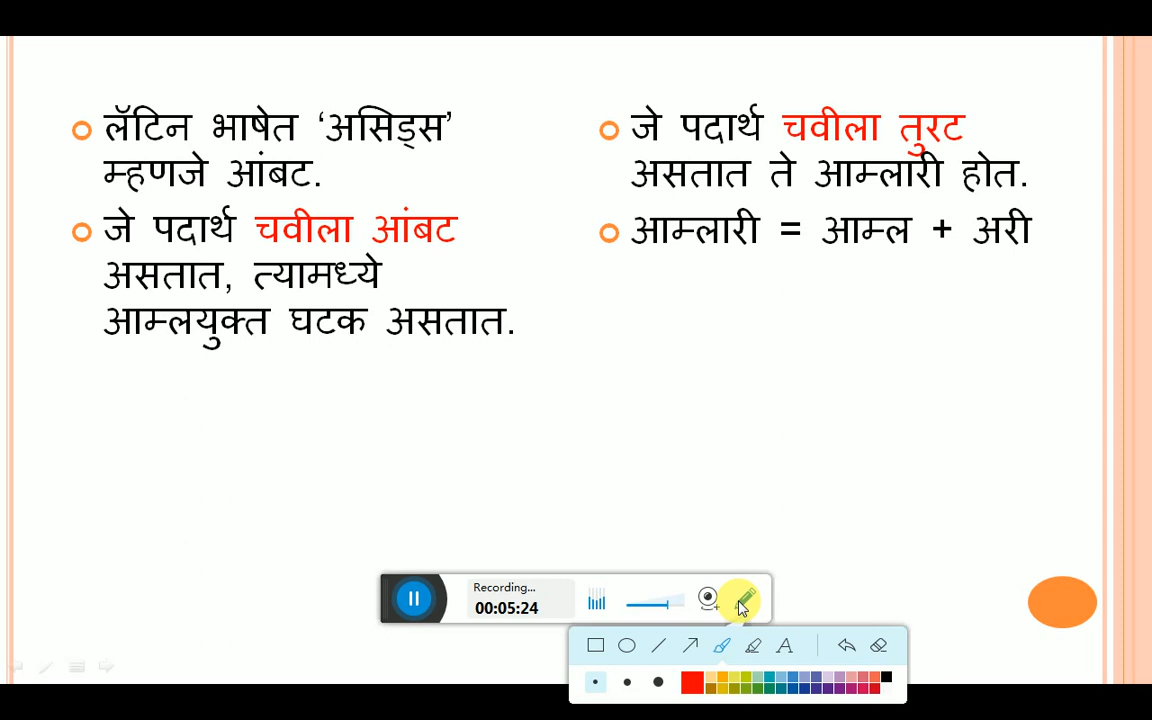 लॅटिन भाषेत ‘असिड्स’
म्हणजे आंबट.
जे पदार्थ चवीला आंबट
असतात, त्यामध्ये
आम्लयुक्त घटक असतात.
जे पदार्थ चवीला तुरट
असतात ते आम्लारी होत.
आम्लारी = आम्ल + अरी
Recording...
00:05:24